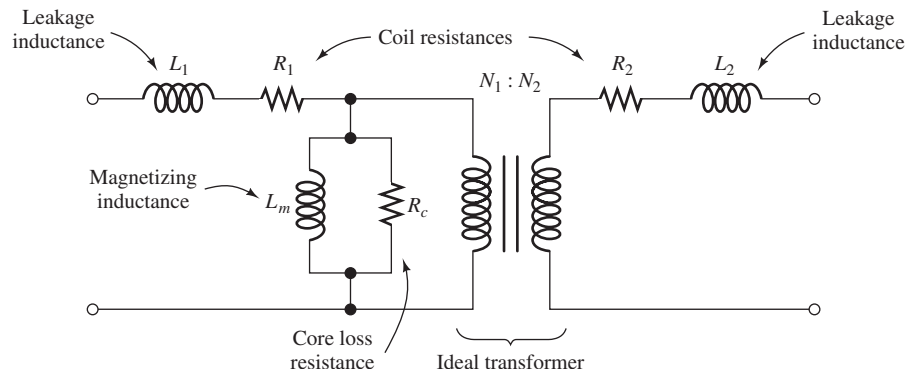 Leakage
inductance
Coil resistances
Leakage
inductance
L1
R1
N1 : N2
R2
L2
Magnetizing
inductance
Lm
Rc
Core loss
resistance
Ideal transformer